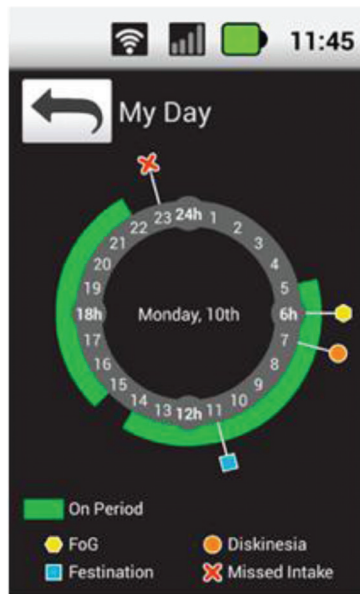 11:45
My Day
24h
1
2
3
4
5
6h
7
8
9
10
11
12h
13
14
15
16
17
18h
19
20
21
22
23
Monday, 10th
On Period
FoG
Diskinesia
Festination
Missed Intake